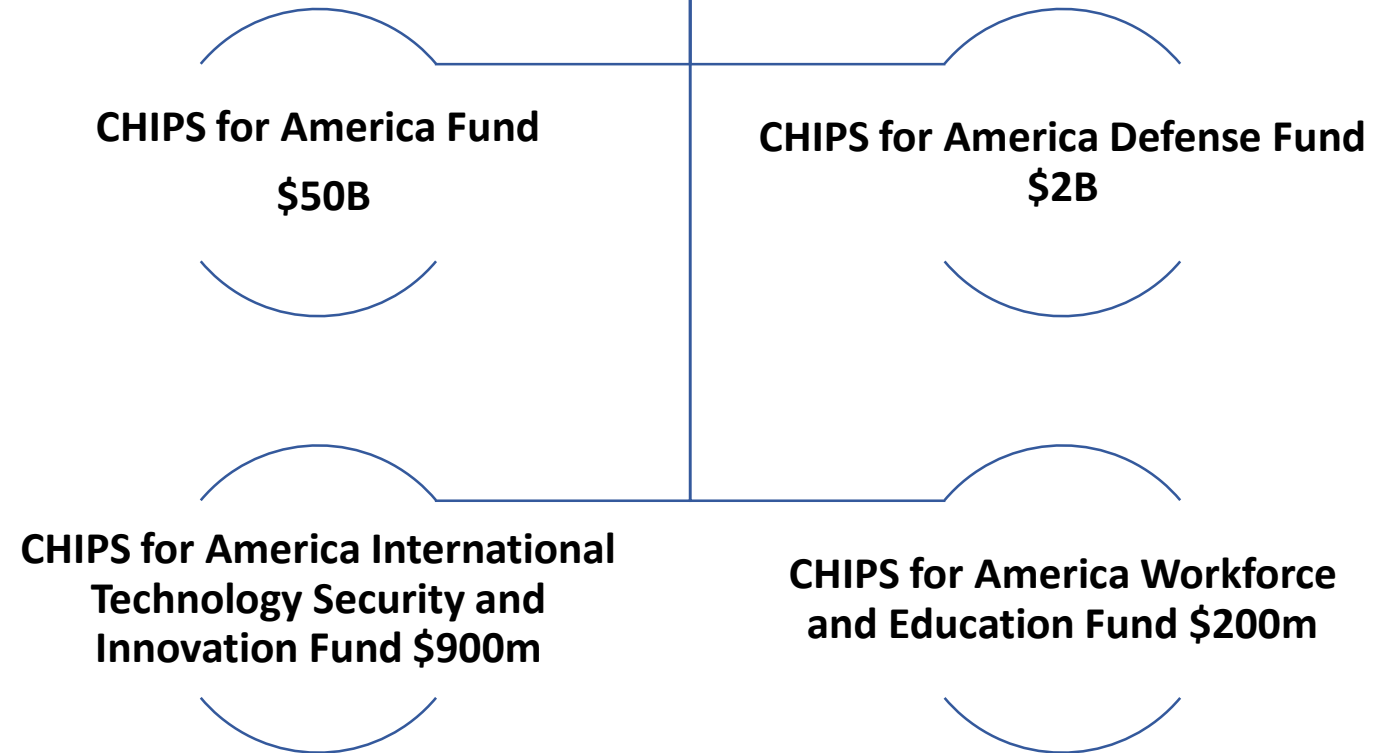 CHIPS for America Fund
$50B
CHIPS for America Defense Fund
$2B
CHIPS for America International
Technology Security and
Innovation Fund $900m
CHIPS for America Workforce
and Education Fund $200m